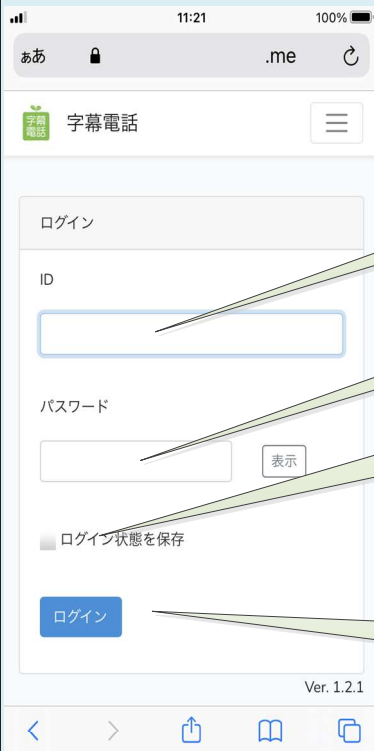 11:21
100%
ぁあ
.me
字幕電話
字幕電話
ログイン
ID
パスワード
表示
ログイン状態を保存
ログイン
Ver. 1.2.1